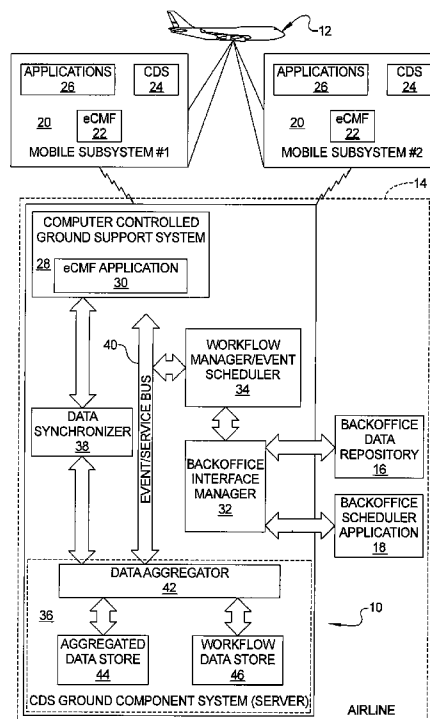 12
APPLICATIONS
26
CDS
24
20
eCMF
22
MOBILE SUBSYSTEM #1
APPLICATIONS
26
CDS
24
20
eCMF
22
MOBILE SUBSYSTEM #2
14
COMPUTER CONTROLLED
GROUND SUPPORT SYSTEM
28
eCMF APPLICATION
30
40
EVENT/SERVICE BUS
WORKFLOW
MANAGER/EVENT
SCHEDULER
34
DATA
SYNCHRONIZER
38
BACKOFFICE
INTERFACE
MANAGER
32
BACKOFFICE
DATA
REPOSITORY
16
BACKOFFICE
SCHEDULER
APPLICATION
18
DATA AGGREGATOR
42
36
AGGREGATED
DATA STORE
44
WORKFLOW
DATA STORE
46
10
CDS GROUND COMPONENT SYSTEM (SERVER)
AIRLINE